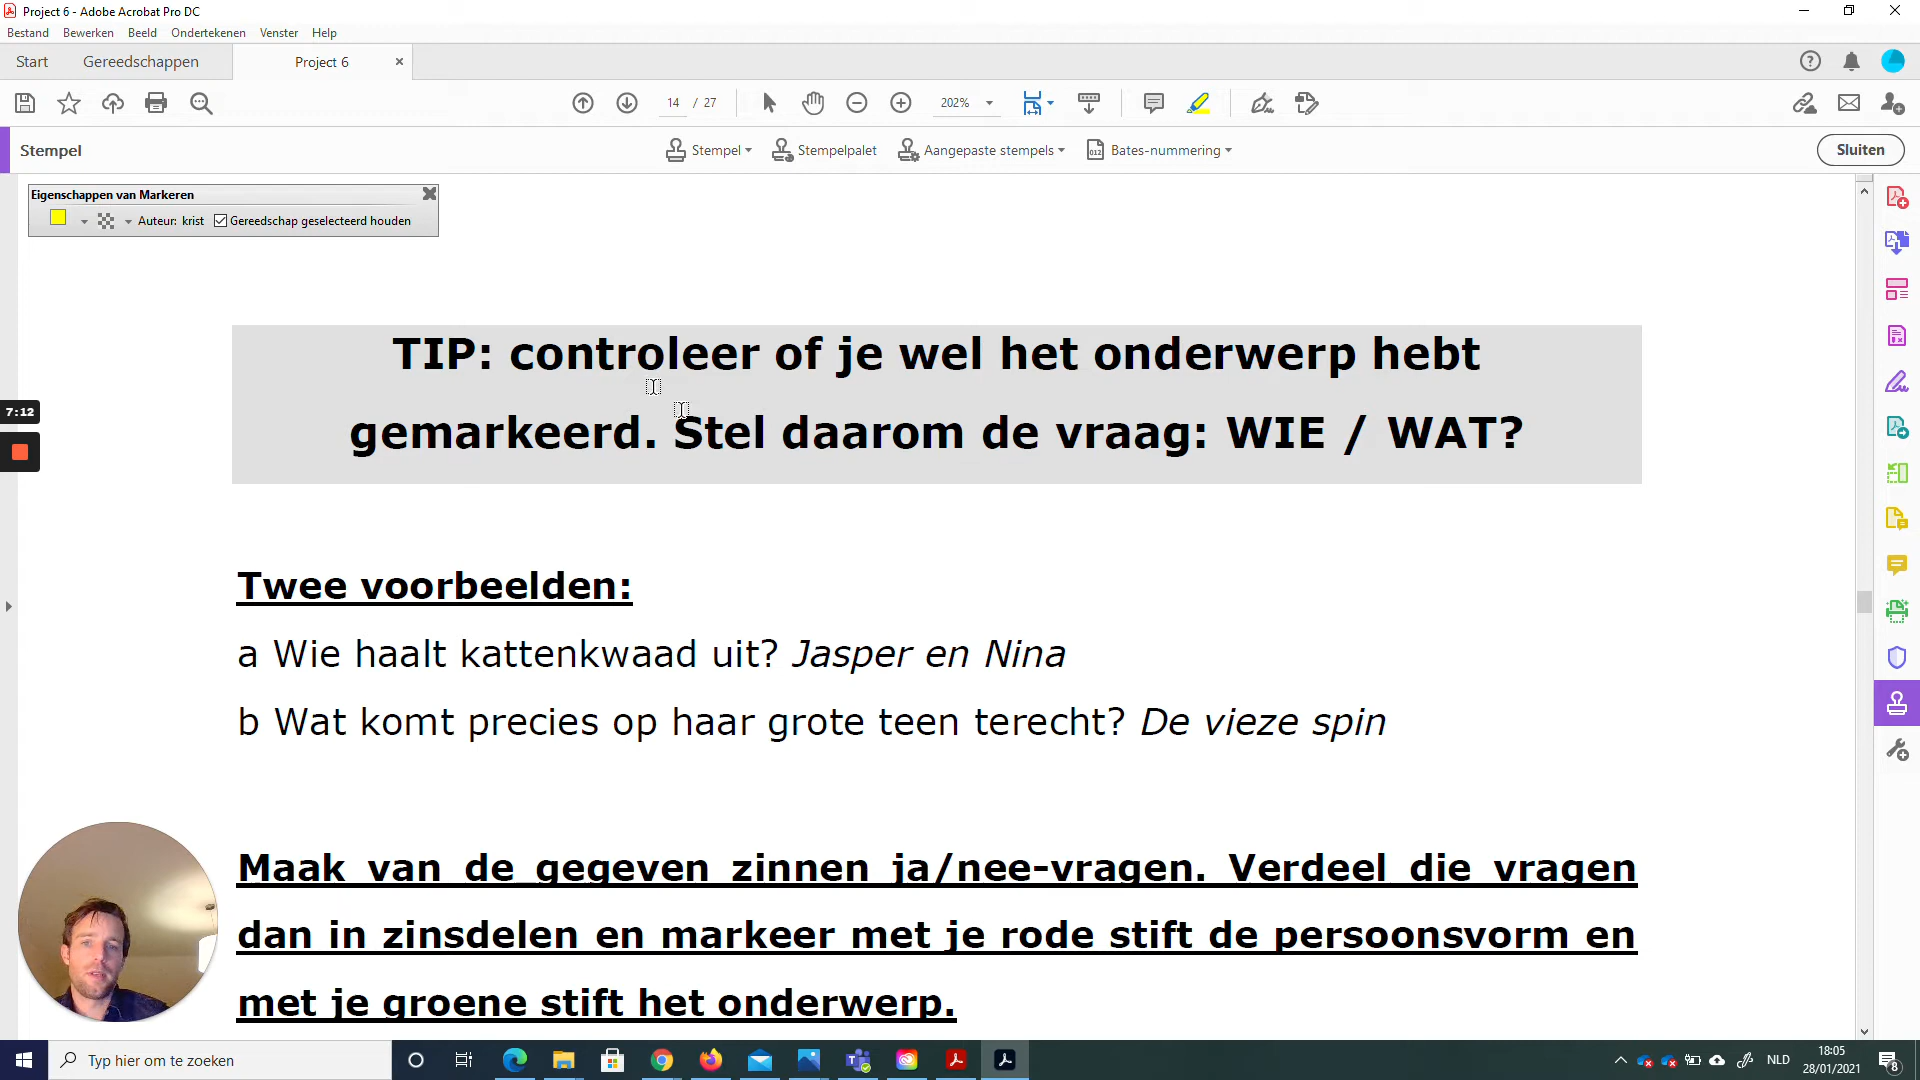 Project 6 - Adobe Acrobat Pro DC
Bestand Bewerken Beeld Ondertekenen Venster Help
Start Gereedschappen Project 6
14 / 27 202%
Stempel Stempel Stempelpalet Aangepaste stempels Bates-nummering Sluiten
Eigenschappen van Markeren
Auteur: krist Gereedschap geselecteerd houden
TIP: controleer of je wel het onderwerp hebt
gemarkeerd. Stel daarom de vraag: WIE / WAT?
7:12
Twee voorbeelden:
a Wie haalt kattenkwaad uit? Jasper en Nina
b Wat komt precies op haar grote teen terecht? De vieze spin
Maak van de gegeven zinnen ja/nee-vragen. Verdeel die vragen
dan in zinsdelen en markeer met je rode stift de persoonsvorm en
met je groene stift het onderwerp.
Typ hier om te zoeken
NLD
18:05
28/01/2021
8